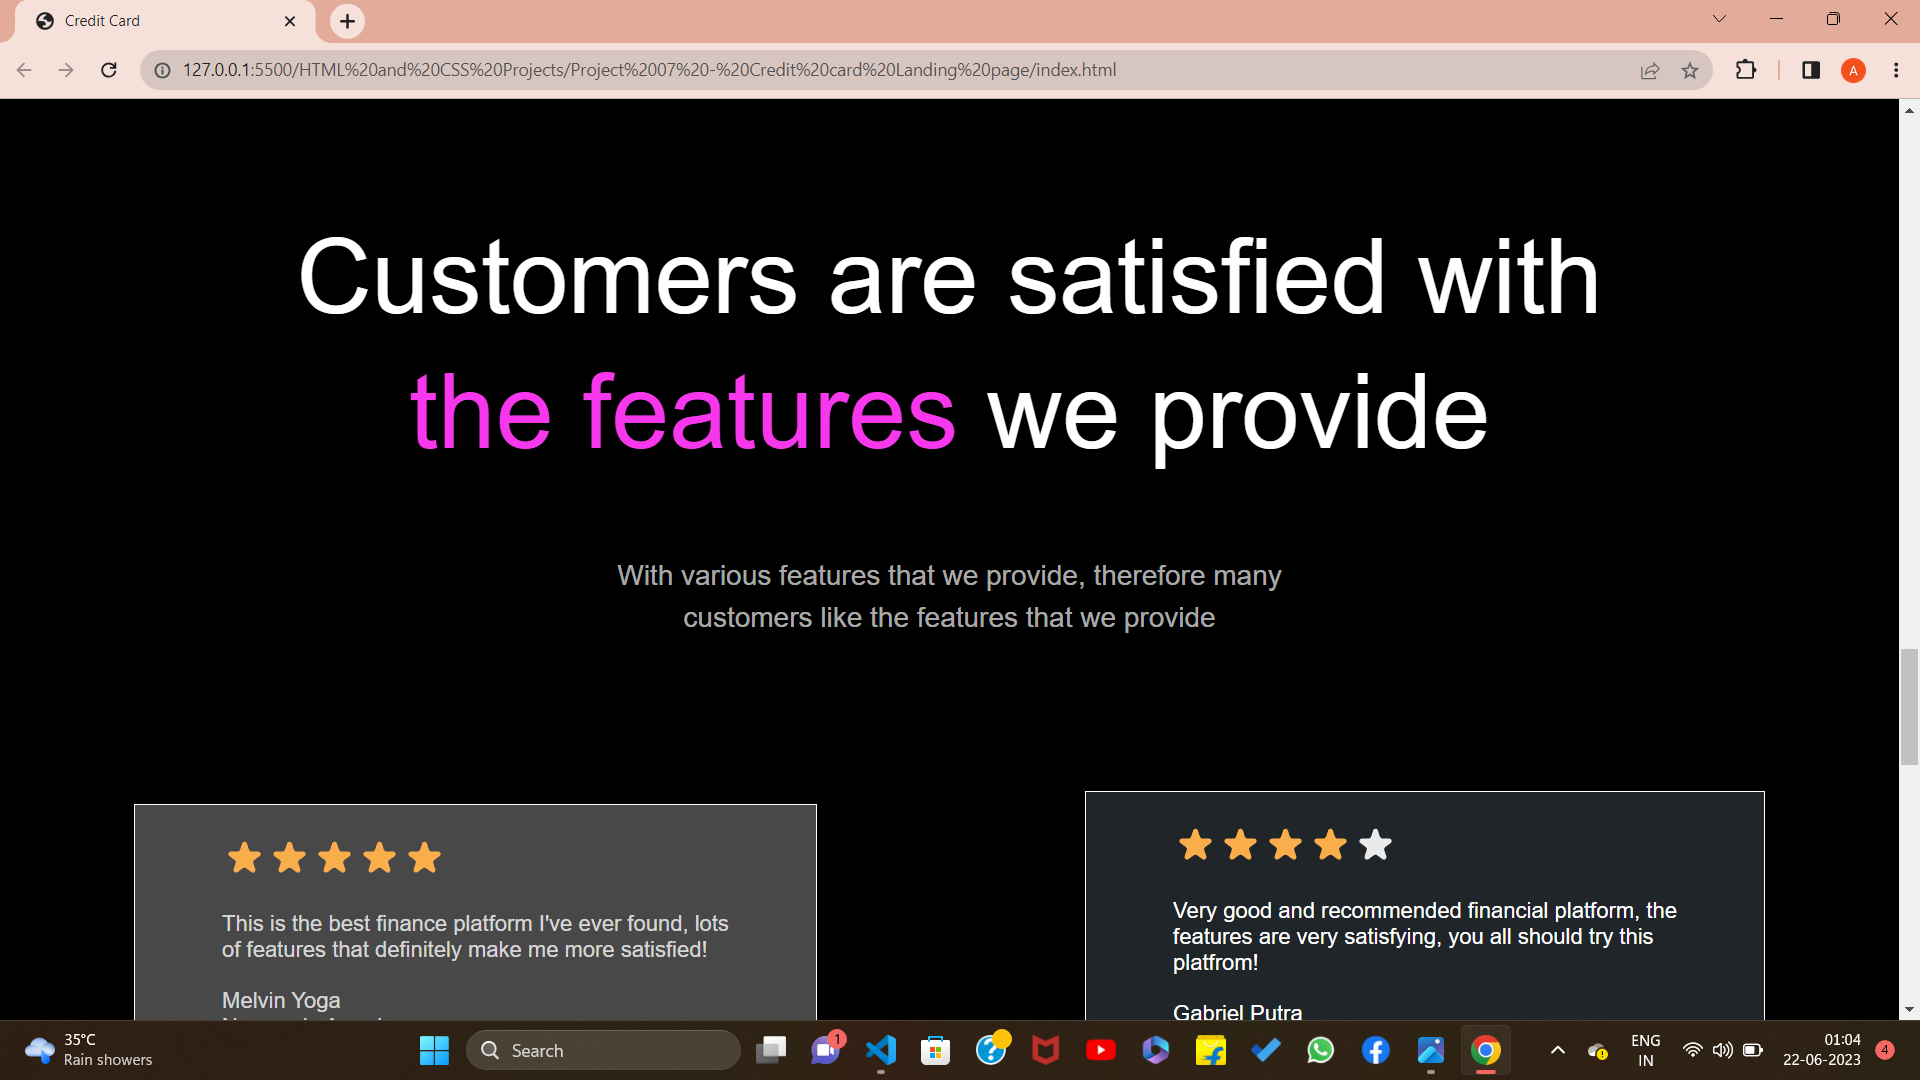 Credit Card
127.0.0.1:5500/HTML%20and%20CSS%20Projects/Project%2007%20-%20Credit%20card%20Landing%20page/index.html
A
Customers are satisfied with
the features we provide
With various features that we provide, therefore many
customers like the features that we provide
This is the best finance platform I've ever found, lots
of features that definitely make me more satisfied!
Melvin Yoga
Very good and recommended financial platform, the
features are very satisfying, you all should try this
platfrom!
Gabriel Putra
35°C
Rain showers
Search
1
ENG
IN
01:04
22-06-2023
4